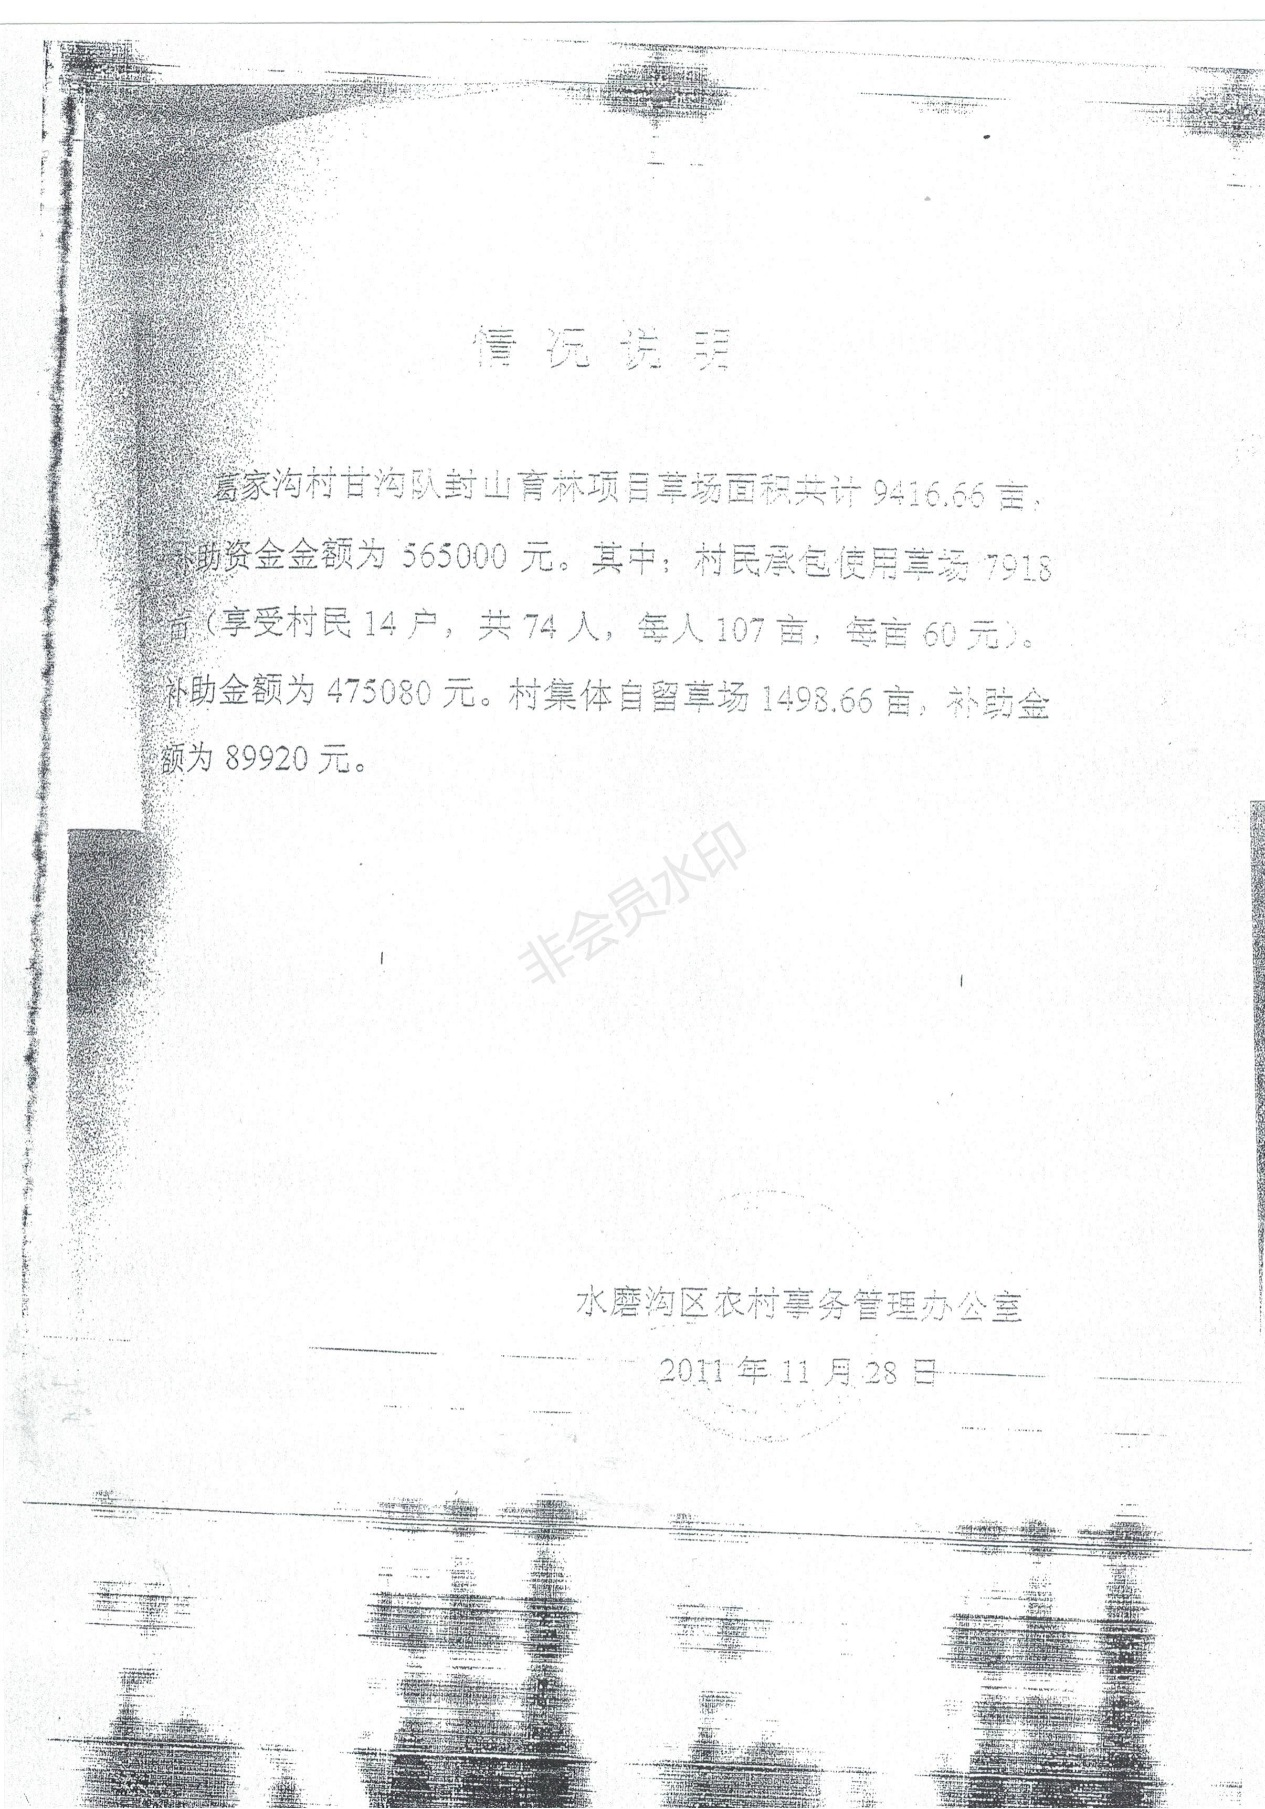 情况说明
葛家沟村甘沟队封山育林项目草场面积共计 9416.66 亩，
补助资金金额为 565000 元。其中：村民承包使用草场 7918
亩（享受村民 14 户，共 74 人，每人 107 亩，每亩 60 元）。
补助金额为 475080 元。村集体自留草场 1498.66 亩，补助金
额为 89920 元。
非会员水印
水磨沟区农村事务管理办公室
2011 年 11 月 28 日